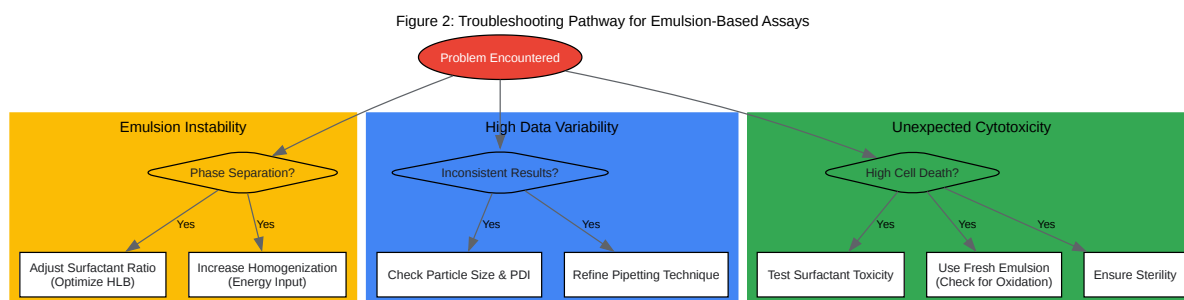 Figure 2: Troubleshooting Pathway for Emulsion-Based Assays
Problem Encountered
Emulsion Instability
Phase Separation?
Yes
Yes
Adjust Surfactant Ratio
(Optimize HLB)
Increase Homogenization
(Energy Input)
High Data Variability
Inconsistent Results?
Yes
Yes
Check Particle Size & PDI
Refine Pipetting Technique
Unexpected Cytotoxicity
High Cell Death?
Yes
Yes
Yes
Test Surfactant Toxicity
Use Fresh Emulsion
(Check for Oxidation)
Ensure Sterility